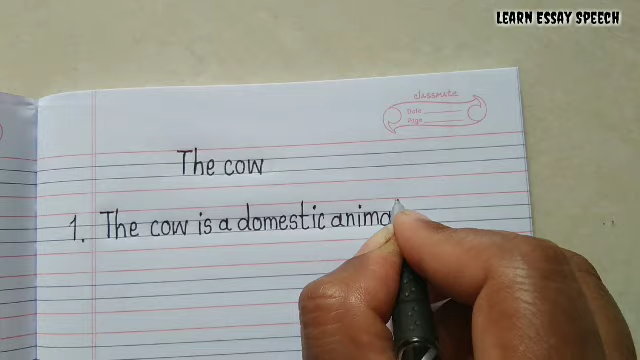 LEARN ESSAY SPEECH
classmate
Date
Page
The cow
1. The cow is a domestic anima